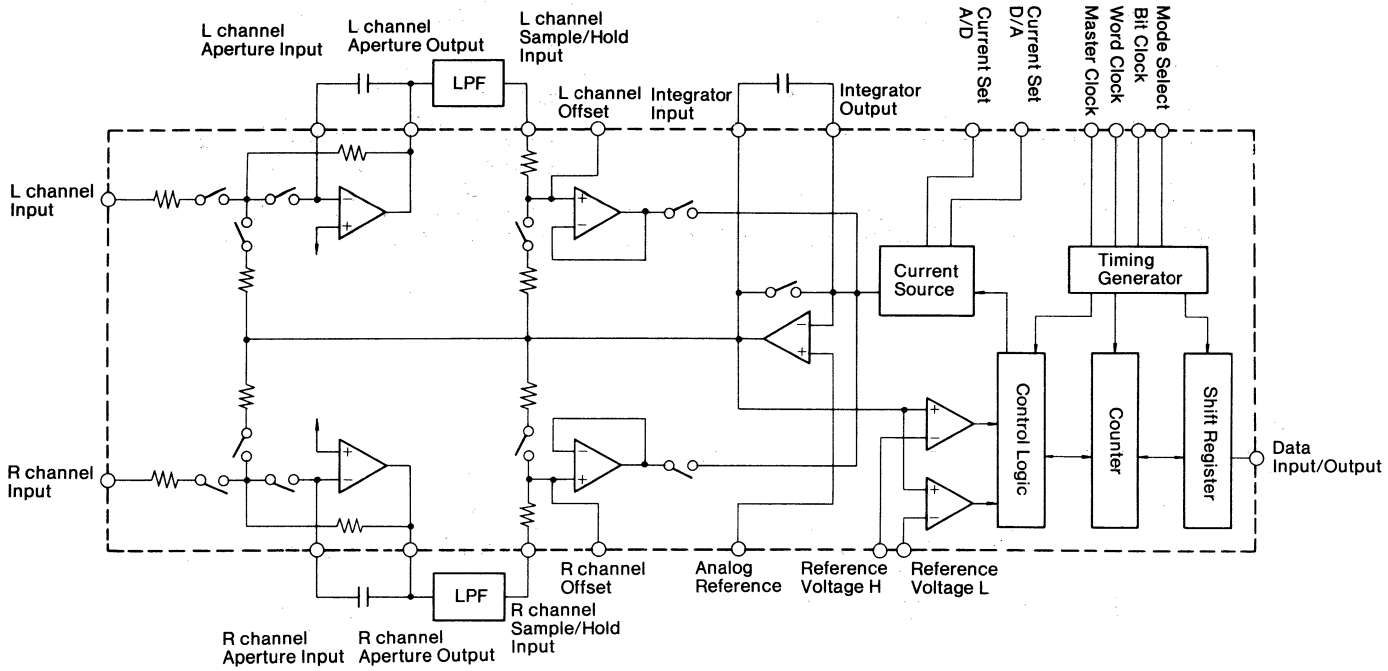 L channel
Aperture Input
L channel
Aperture Output
L channel
Sample/Hold
Input
LPF
L channel
Offset
Integrator
Input
Integrator
Output
Current Set
A/D
Current Set
D/A
Master Clock
Word Clock
Bit Clock
Mode Select
L channel
Input
Current
Source
Timing
Generator
Control Logic
Counter
Shift Register
Data
Input/Output
R channel
Input
R channel
Offset
Analog
Reference
Reference
Voltage H
Reference
Voltage L
LPF
R channel
Sample/Hold
Input
R channel
Aperture Input
R channel
Aperture Output